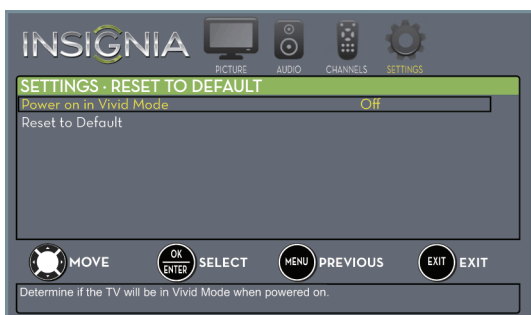 INSIGNIA
PICTURE AUDIO CHANNELS SETTINGS
SETTINGS · RESET TO DEFAULT
Power on in Vivid Mode Off
Reset to Default
MOVE OK ENTER SELECT MENU PREVIOUS EXIT EXIT
Determine if the TV will be in Vivid Mode when powered on.